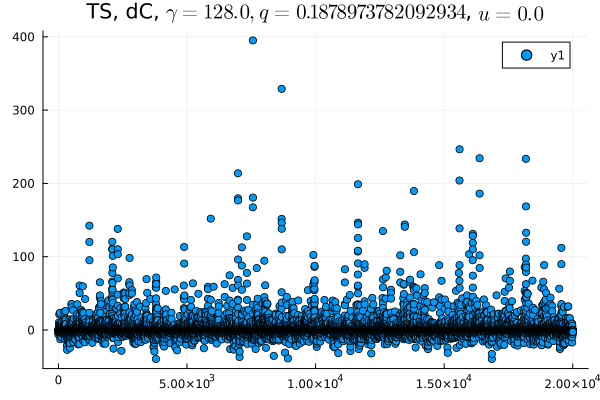 TS, dC, γ = 128.0, q = 0.1878973782092934, u = 0.0
y1
400
300
200
100
0
0 5.00×10³ 1.00×10⁴ 1.50×10⁴ 2.00×10⁴